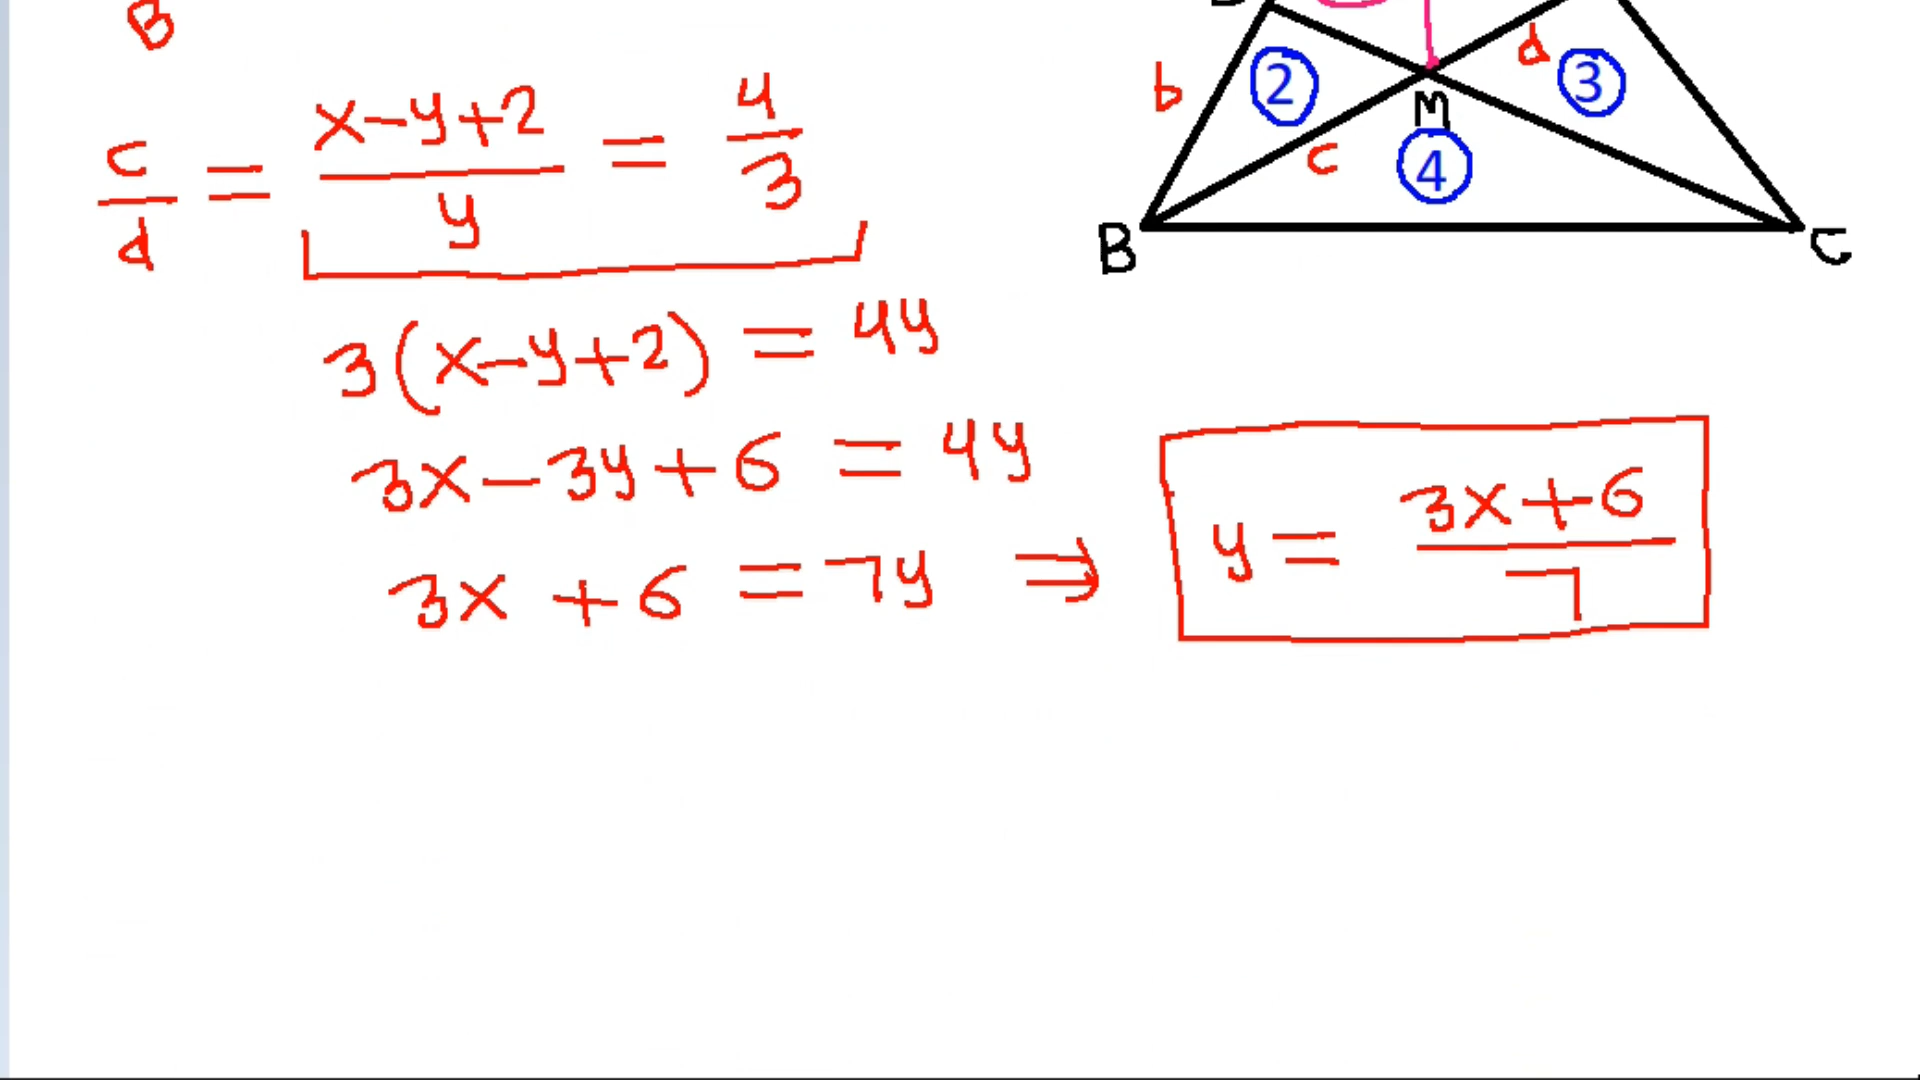 B
c/d = (x-y+2)/y = 4/3
3(x-y+2) = 4y
3x-3y+6 = 4y
3x+6 = 7y ⇒ y = (3x+6)/7
b
2
d
3
M
c
4
B
C